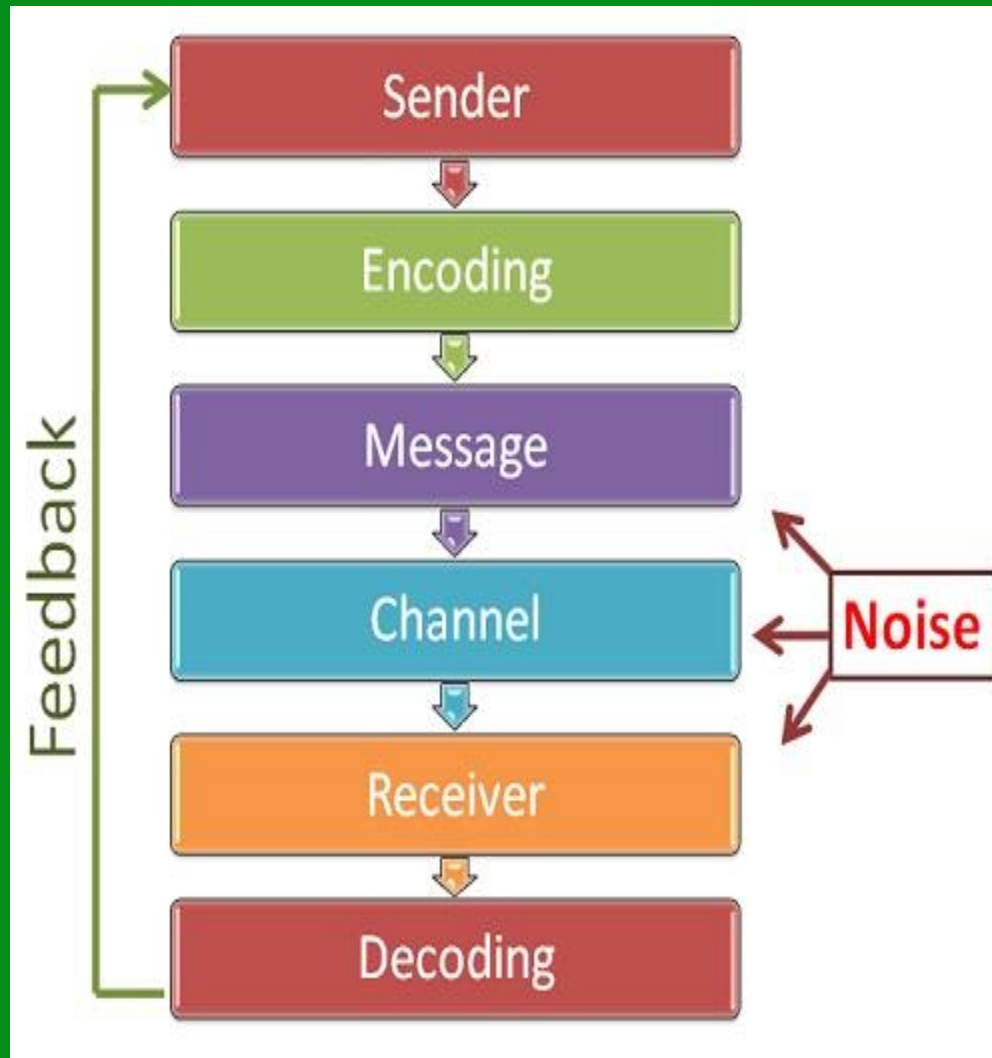 Sender
Encoding
Message
Channel
Noise
Receiver
Decoding
Feedback